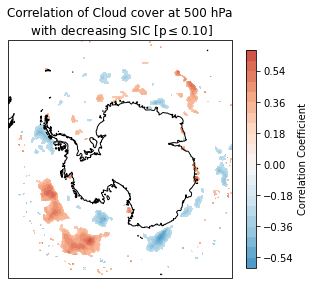 Correlation of Cloud cover at 500 hPa
with decreasing SIC [p ≤ 0.10]
0.54
0.36
0.18
0.00
−0.18
−0.36
−0.54
Correlation Coefficient